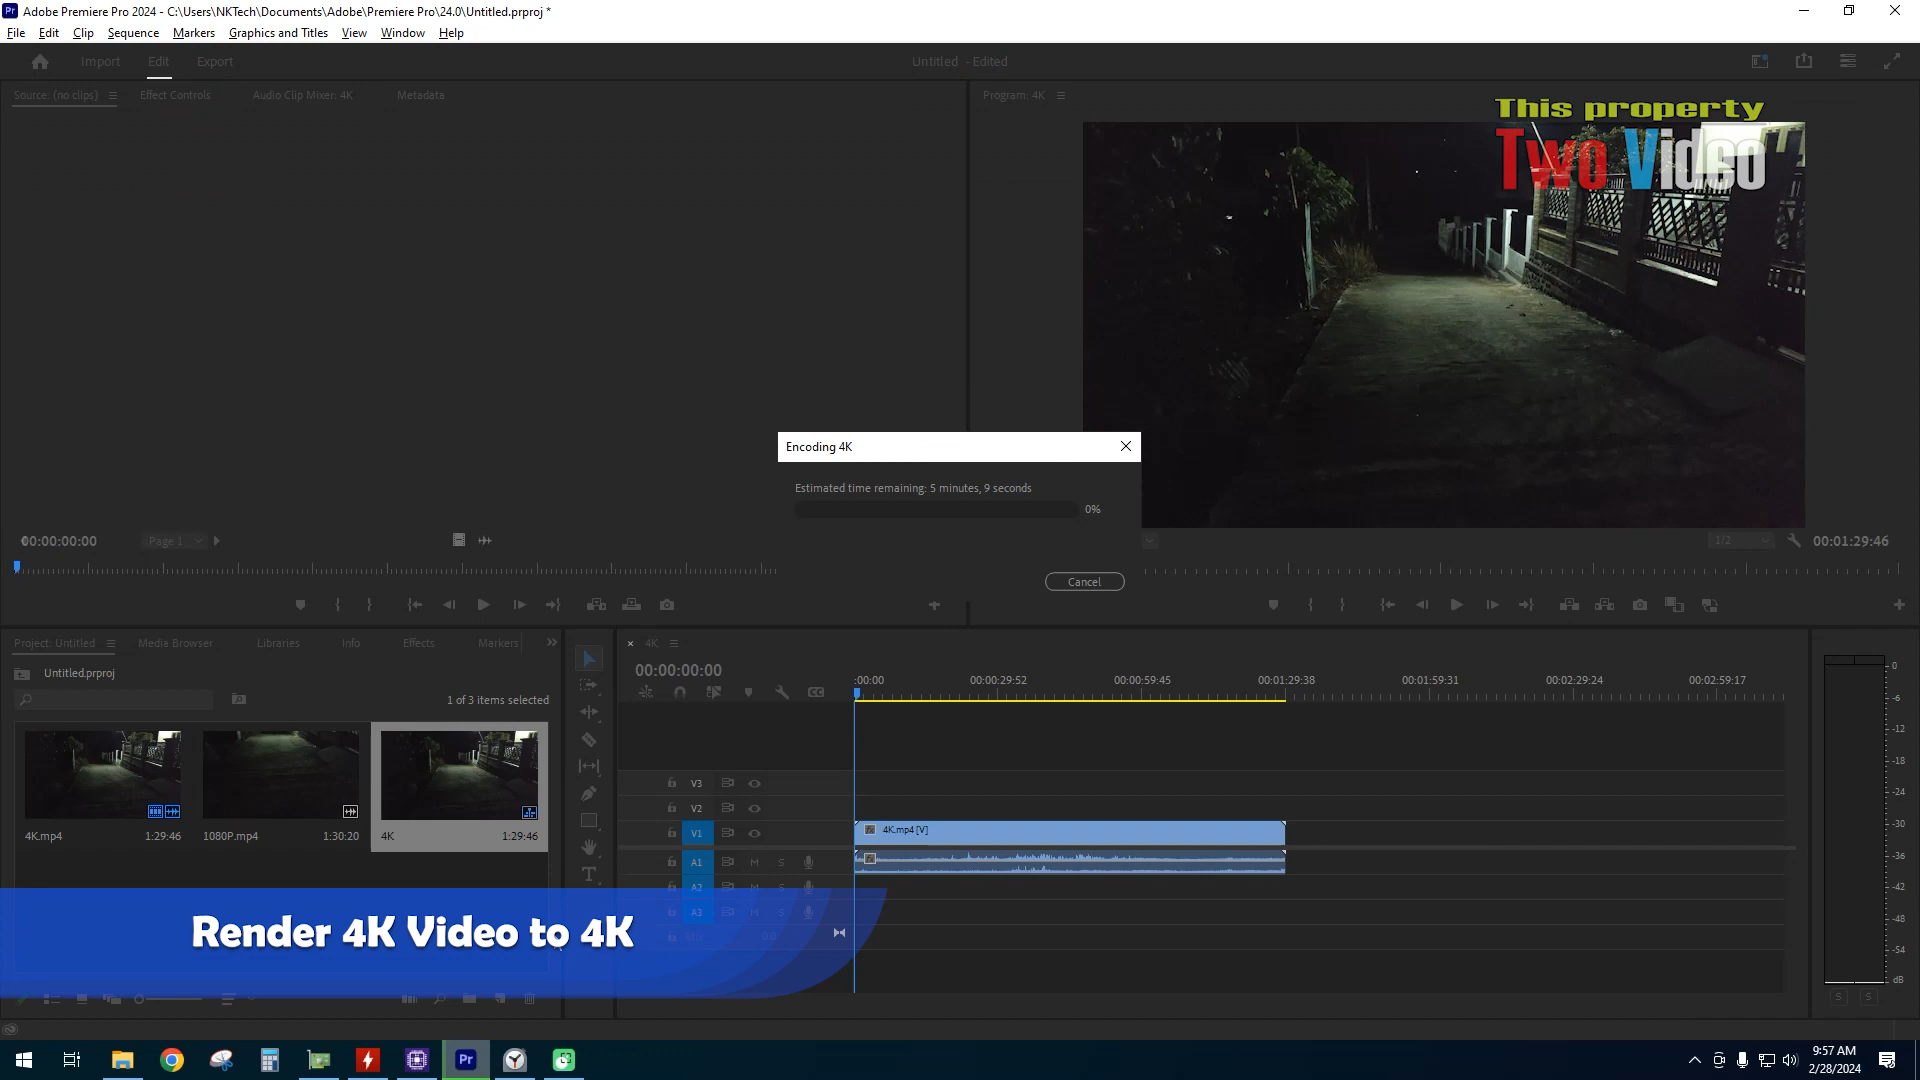 Adobe Premiere Pro 2024 - C:\Users\NKTech\Documents\Adobe\Premiere Pro\24.0\Untitled.prproj *
File Edit Clip Sequence Markers Graphics and Titles View Window Help
Import Edit Export Untitled - Edited
Source: (no clips) Effect Controls Audio Clip Mixer: 4K Metadata
Program: 4K
This property
Two Video
Encoding 4K
Estimated time remaining: 5 minutes, 9 seconds
0%
Cancel
00:00:00:00 Page 1
1/2 00:01:29:46
Project: Untitled Media Browser Libraries Info Effects Markers
Untitled.prproj
1 of 3 items selected
4K.mp4 1:29:46
1080P.mp4 1:30:20
4K 1:29:46
4K
00:00:00:00
:00:00 00:00:29:52 00:00:59:45 00:01:29:38 00:01:59:31 00:02:29:24 00:02:59:17
V3
V2
V1 4K.mp4 [V]
A1 M S
A2 M S
A3 M S
Mix 0.0
0
-6
-12
-18
-24
-30
-36
-42
-48
-54
dB
S S
Render 4K Video to 4K
Pr
9:57 AM
2/28/2024